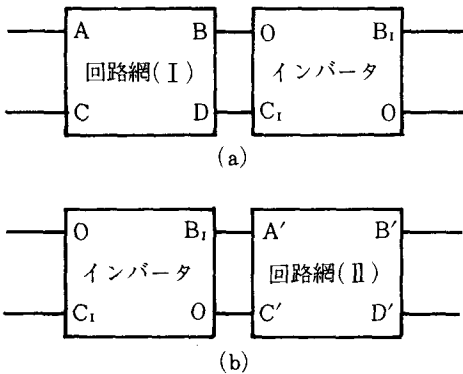 A B O B₁
回路網(Ⅰ) インバータ
C D C₁ O
(a)
O B₁ A′ B′
インバータ 回路網(Ⅱ)
C₁ O C′ D′
(b)